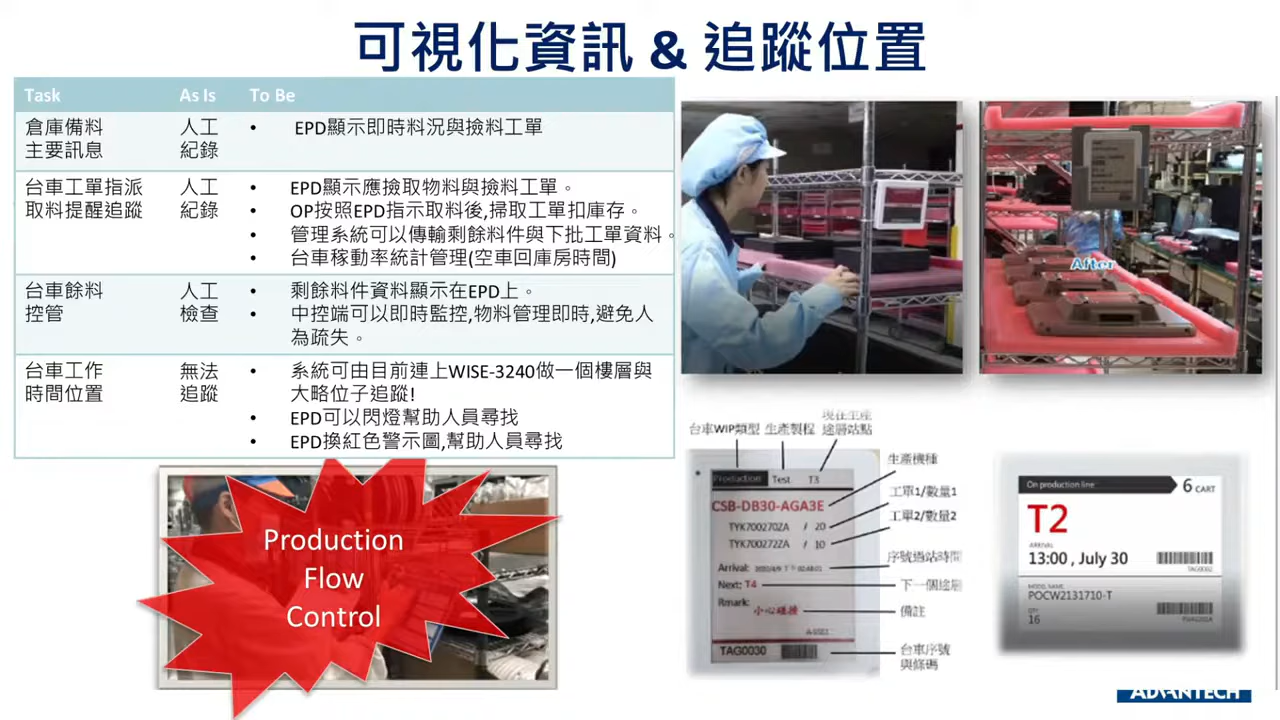 可視化資訊 & 追蹤位置
Task As Is To Be
倉庫備料 人工 • EPD顯示即時料況與撿料工單
主要訊息 紀錄
台車工單指派 人工 • EPD顯示應撿取物料與撿料工單。
取料提醒追蹤 紀錄 • OP按照EPD指示取料後,掃取工單扣庫存。
• 管理系統可以傳輸剩餘料件與下批工單資料。
• 台車稼動率統計管理(空車回庫房時間)
台車餘料 人工 • 剩餘料件資料顯示在EPD上。
控管 檢查 • 中控端可以即時監控,物料管理即時,避免人
為疏失。
台車工作 無法 • 系統可由目前連上WISE-3240做一個樓層與
時間位置 追蹤 大略位子追蹤!
• EPD可以閃燈幫助人員尋找
• EPD換紅色警示圖,幫助人員尋找
After
Production
Flow
Control
台車WIP類型
生產製程
現在生產
途層站點
生產機種
工單1/數量1
工單2/數量2
序號過站時間
下一個途層
備註
台車序號
與條碼
Production Test T3
CSB-DB30-AGA3E
TYK700270ZA / 20
TYK700272ZA / 10
Arrival:
Next: T4
Rmark:
小心碰撞
TAG0030
On production line 6 CART
T2
ARRIVAL
13:00 , July 30
TAG0002
MODEL NAME
POCW2131710-T
QTY
16
ADVANTECH